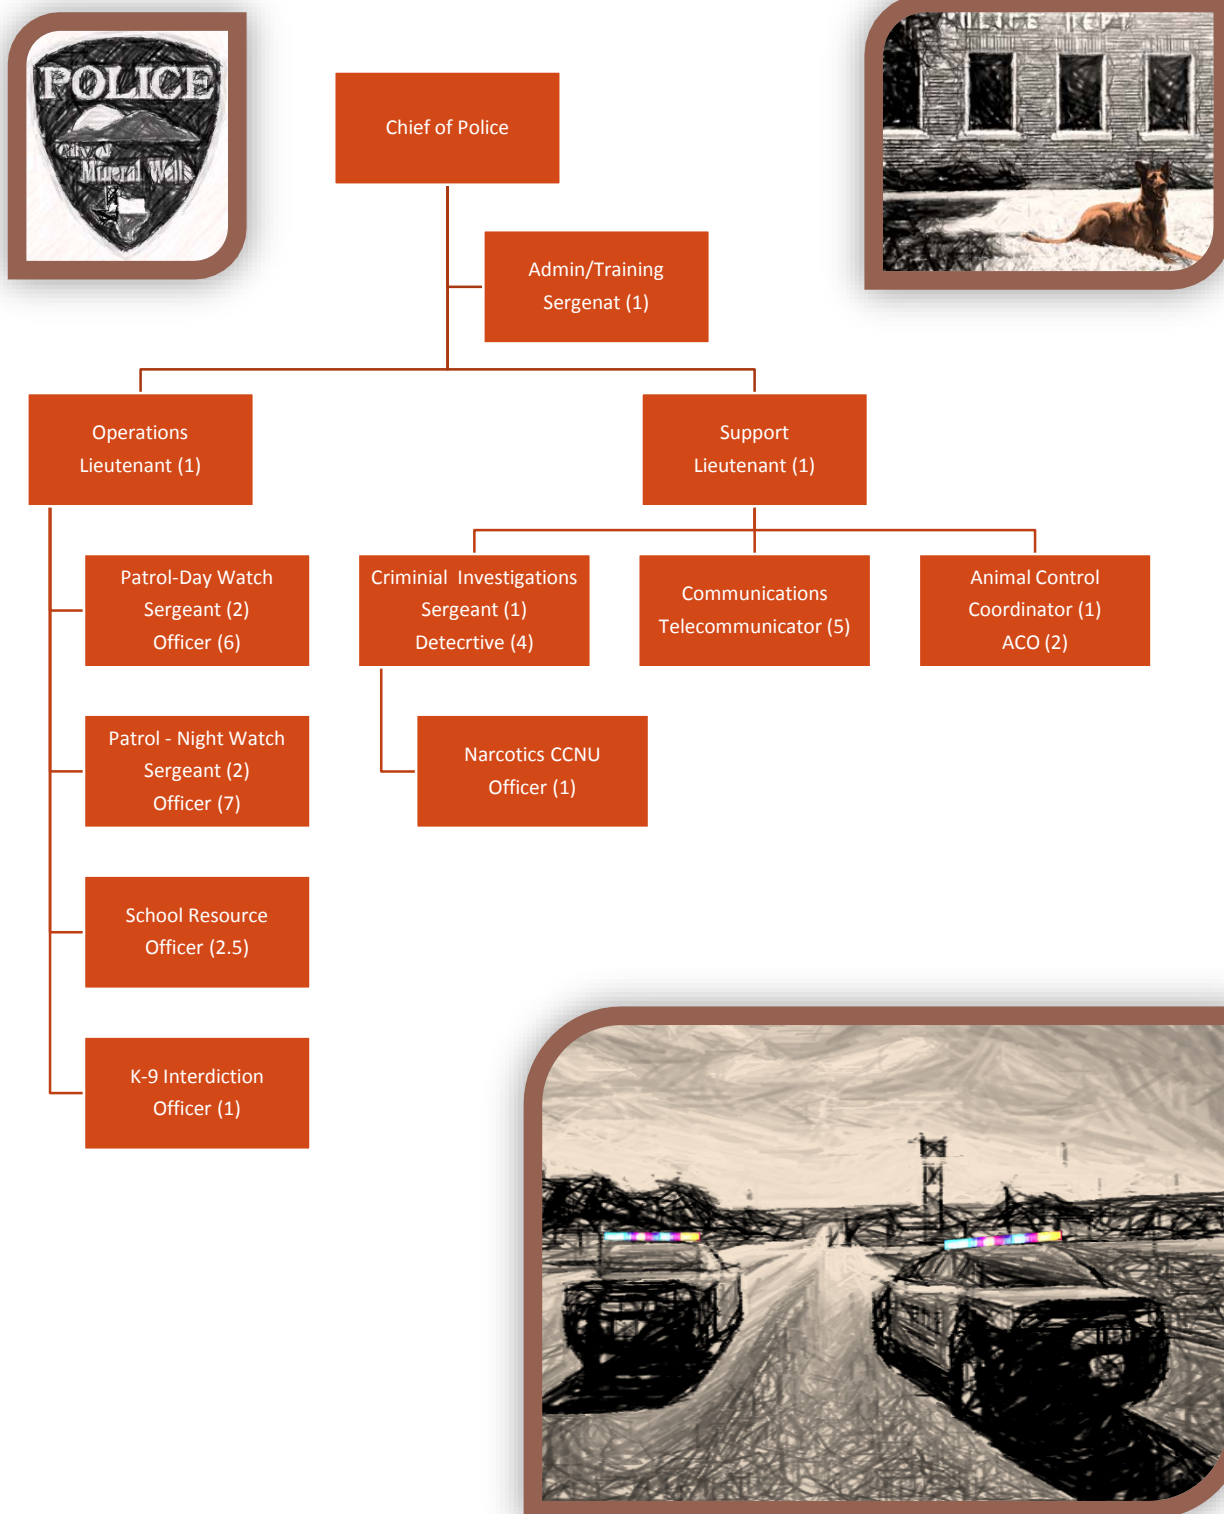 POLICE
City of
Mineral Wells
POLICE DEPT
Chief of Police
Admin/Training
Sergenat (1)
Operations
Lieutenant (1)
Support
Lieutenant (1)
Patrol-Day Watch
Sergeant (2)
Officer (6)
Criminial  Investigations
Sergeant (1)
Detecrtive (4)
Communications
Telecommunicator (5)
Animal Control
Coordinator (1)
ACO (2)
Patrol - Night Watch
Sergeant (2)
Officer (7)
Narcotics CCNU
Officer (1)
School Resource
Officer (2.5)
K-9 Interdiction
Officer (1)